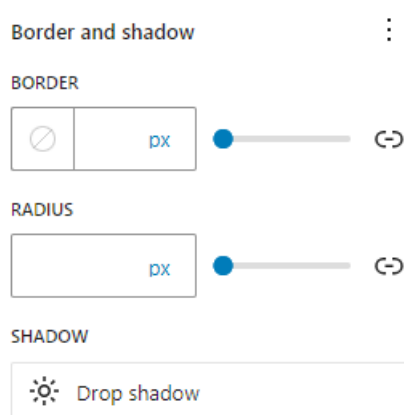 Border and shadow
BORDER
px
RADIUS
px
SHADOW
Drop shadow